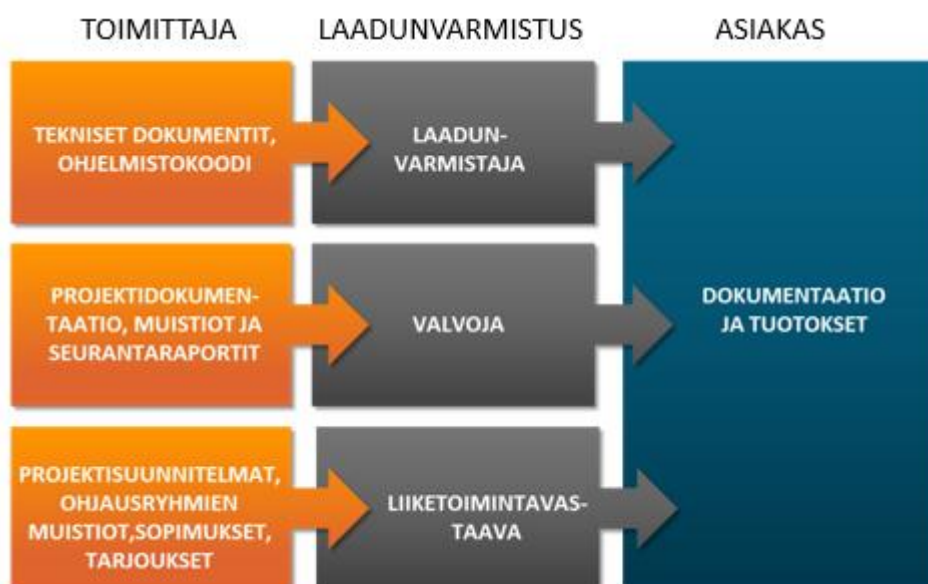 TOIMITTAJA
LAADUNVARMISTUS
ASIAKAS
TEKNISET DOKUMENTIT,
OHJELMISTOKOODI
LAADUN-
VARMISTAJA
PROJEKTIDOKUMEN-
TAATIO, MUISTIOT JA
SEURANTARAPORTIT
VALVOJA
DOKUMENTAATIO
JA TUOTOKSET
PROJEKTISUUNNITELMAT,
OHJAUSRYHMIEN
MUISTIOT,SOPIMUKSET,
TARJOUKSET
LIIKETOIMINTAVAS-
TAAVA